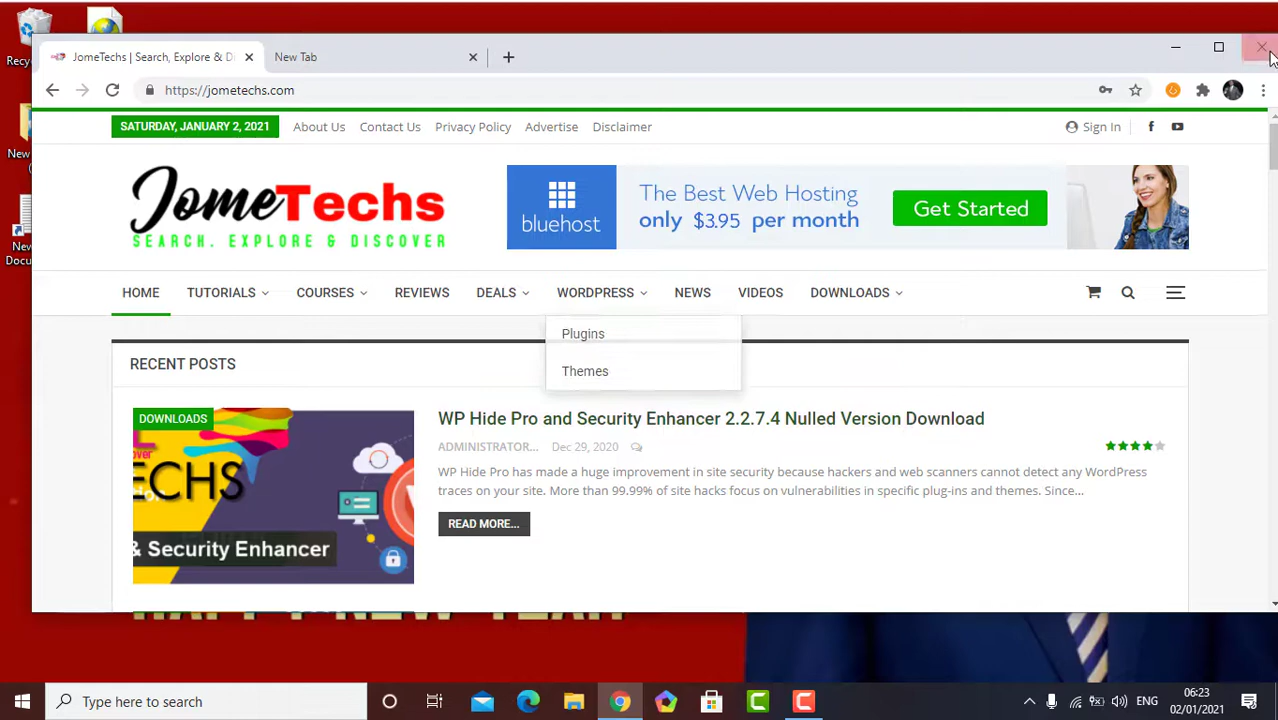 JomeTechs | Search, Explore & D
New Tab
https://jometechs.com
SATURDAY, JANUARY 2, 2021
About Us
Contact Us
Privacy Policy
Advertise
Disclaimer
Sign In
JomeTechs
SEARCH. EXPLORE & DISCOVER
bluehost
The Best Web Hosting
only $3.95 per month
Get Started
HOME
TUTORIALS
COURSES
REVIEWS
DEALS
WORDPRESS
NEWS
VIDEOS
DOWNLOADS
Plugins
Themes
RECENT POSTS
DOWNLOADS
ECHS
& Security Enhancer
WP Hide Pro and Security Enhancer 2.2.7.4 Nulled Version Download
ADMINISTRATOR...
Dec 29, 2020
WP Hide Pro has made a huge improvement in site security because hackers and web scanners cannot detect any WordPress
traces on your site. More than 99.99% of site hacks focus on vulnerabilities in specific plug-ins and themes. Since...
READ MORE...
Recy
New
(
New
Docu
Type here to search
ENG
06:23
02/01/2021